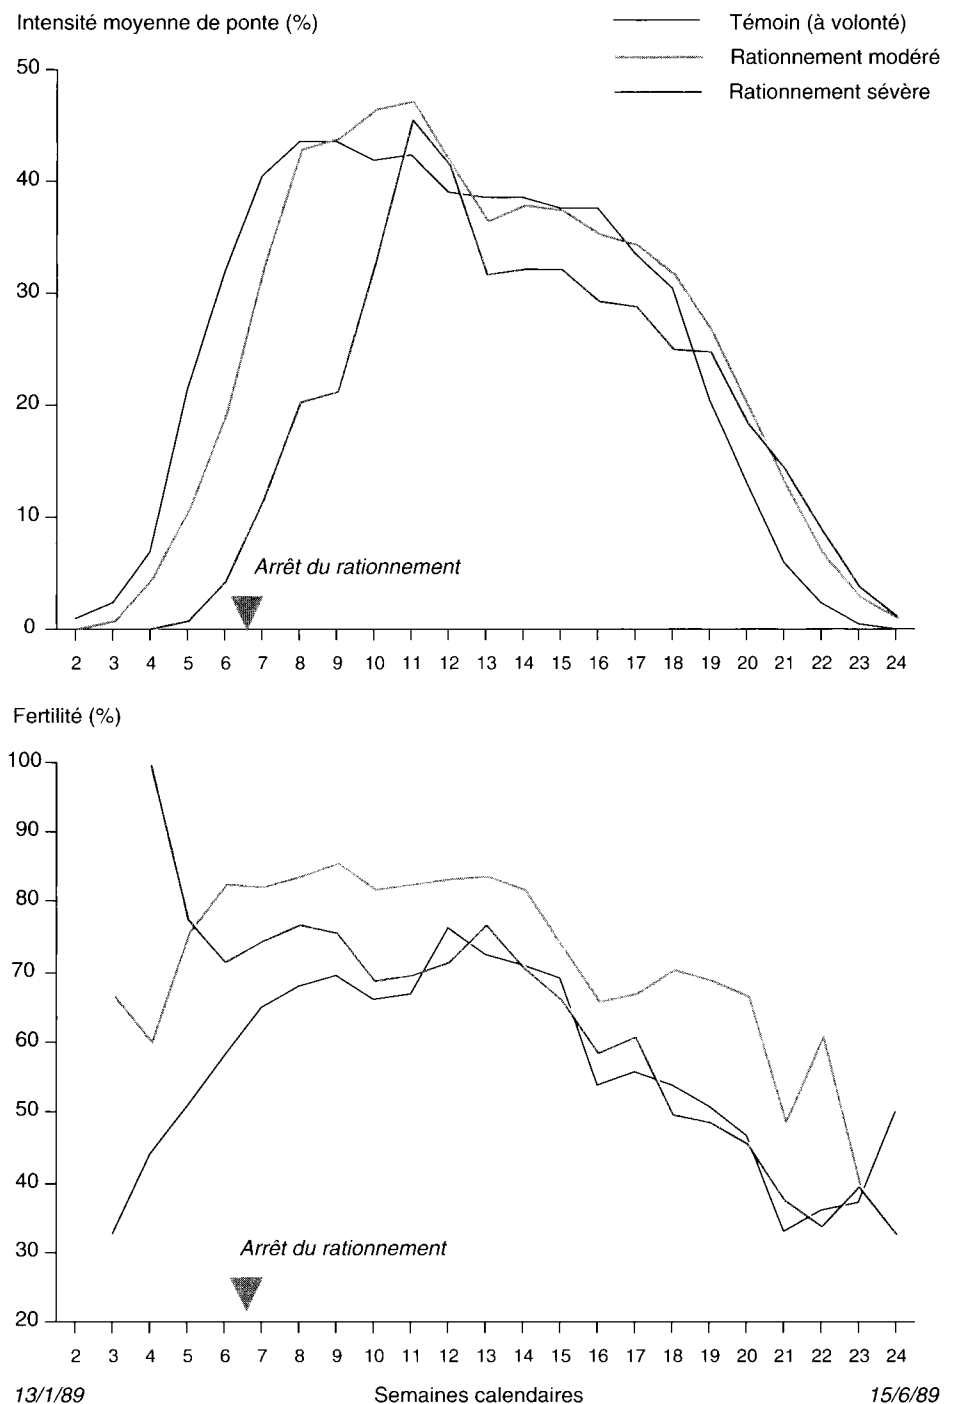 Intensité moyenne de ponte (%)
Témoin (à volonté)
Rationnement modéré
Rationnement sévère
50
40
30
20
10
0
Arrêt du rationnement
2 3 4 5 6 7 8 9 10 11 12 13 14 15 16 17 18 19 20 21 22 23 24
Fertilité (%)
100
90
80
70
60
50
40
30
20
Arrêt du rationnement
2 3 4 5 6 7 8 9 10 11 12 13 14 15 16 17 18 19 20 21 22 23 24
13/1/89 Semaines calendaires 15/6/89